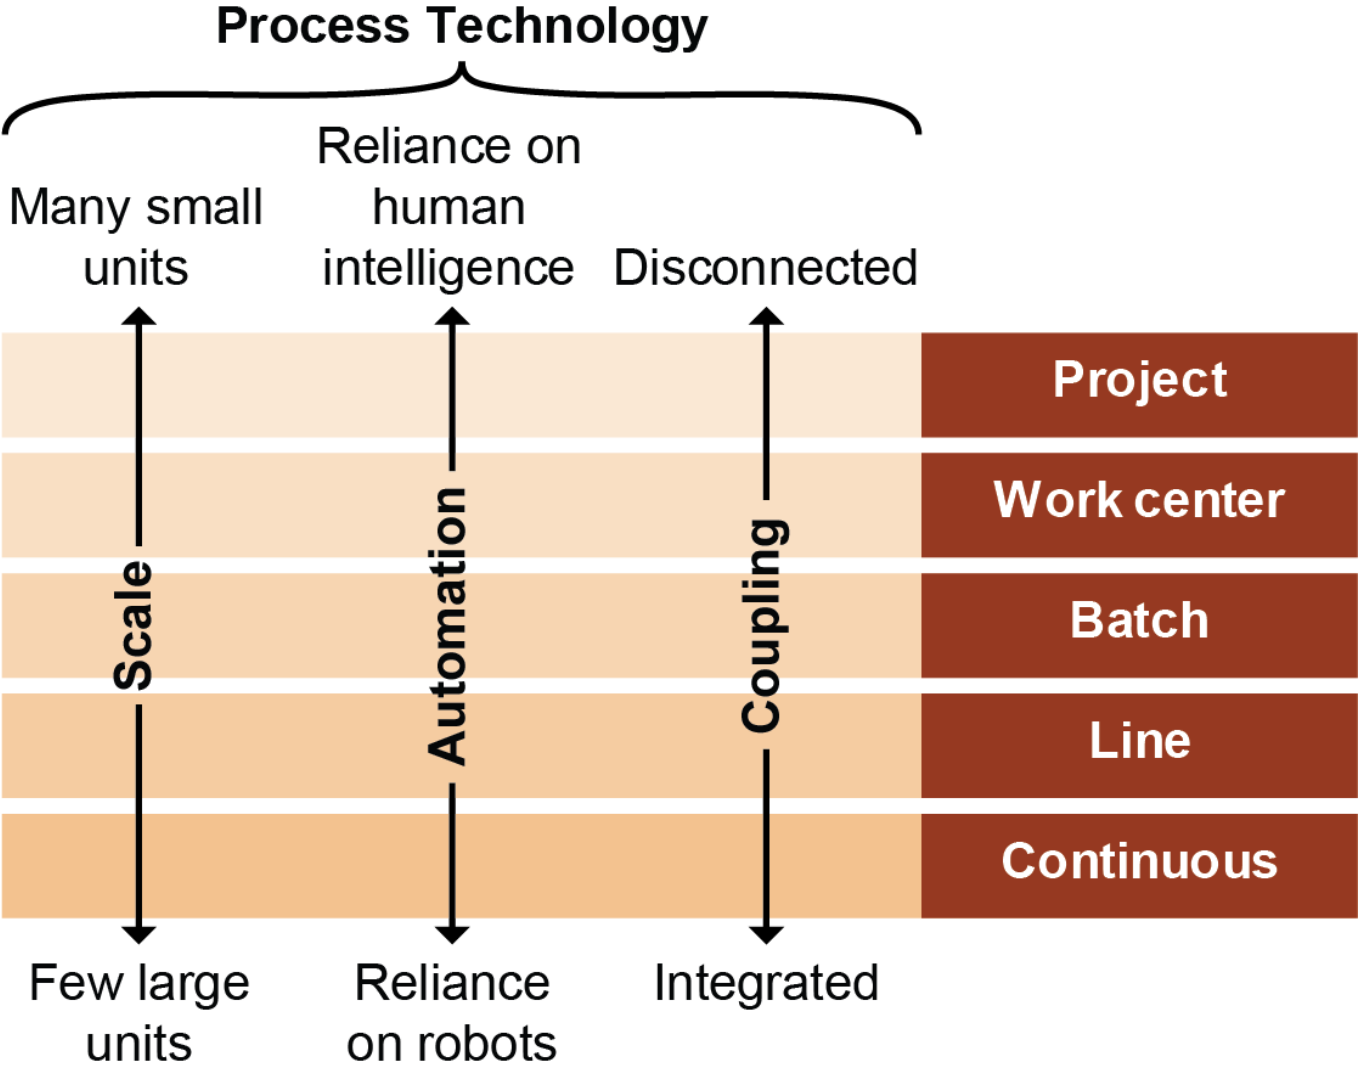 Process Technology
Many small
units
Reliance on
human
intelligence
Disconnected
Scale
Automation
Coupling
Project
Work center
Batch
Line
Continuous
Few large
units
Reliance
on robots
Integrated